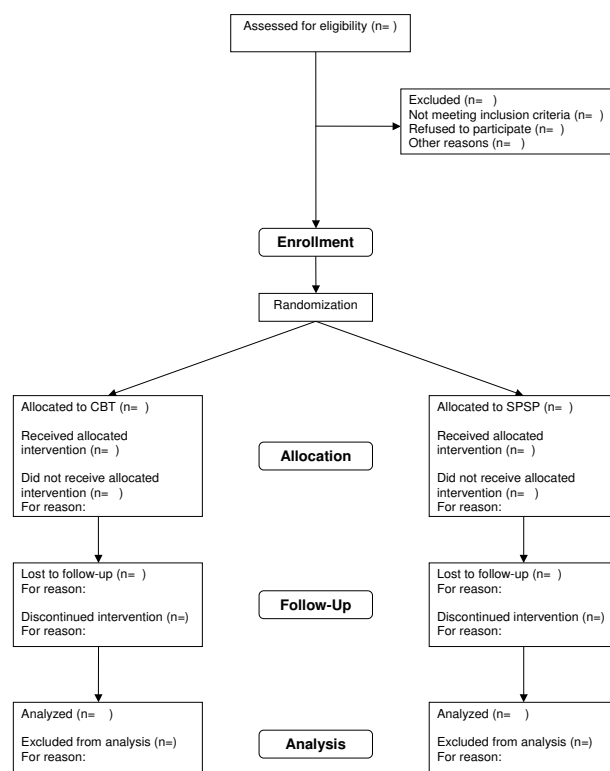 Assessed for eligibility (n= )
Excluded (n= )
Not meeting inclusion criteria (n= )
Refused to participate (n= )
Other reasons (n= )
Enrollment
Randomization
Allocated to CBT (n= )
Received allocated
intervention (n= )
Did not receive allocated
intervention (n= )
For reason:
Allocation
Allocated to SPSP (n= )
Received allocated
intervention (n= )
Did not receive allocated
intervention (n= )
For reason:
Lost to follow-up (n= )
For reason:
Discontinued intervention (n=)
For reason:
Follow-Up
Lost to follow-up (n= )
For reason:
Discontinued intervention (n=)
For reason:
Analyzed (n= )
Excluded from analysis (n=)
For reason:
Analysis
Analyzed (n= )
Excluded from analysis (n=)
For reason: